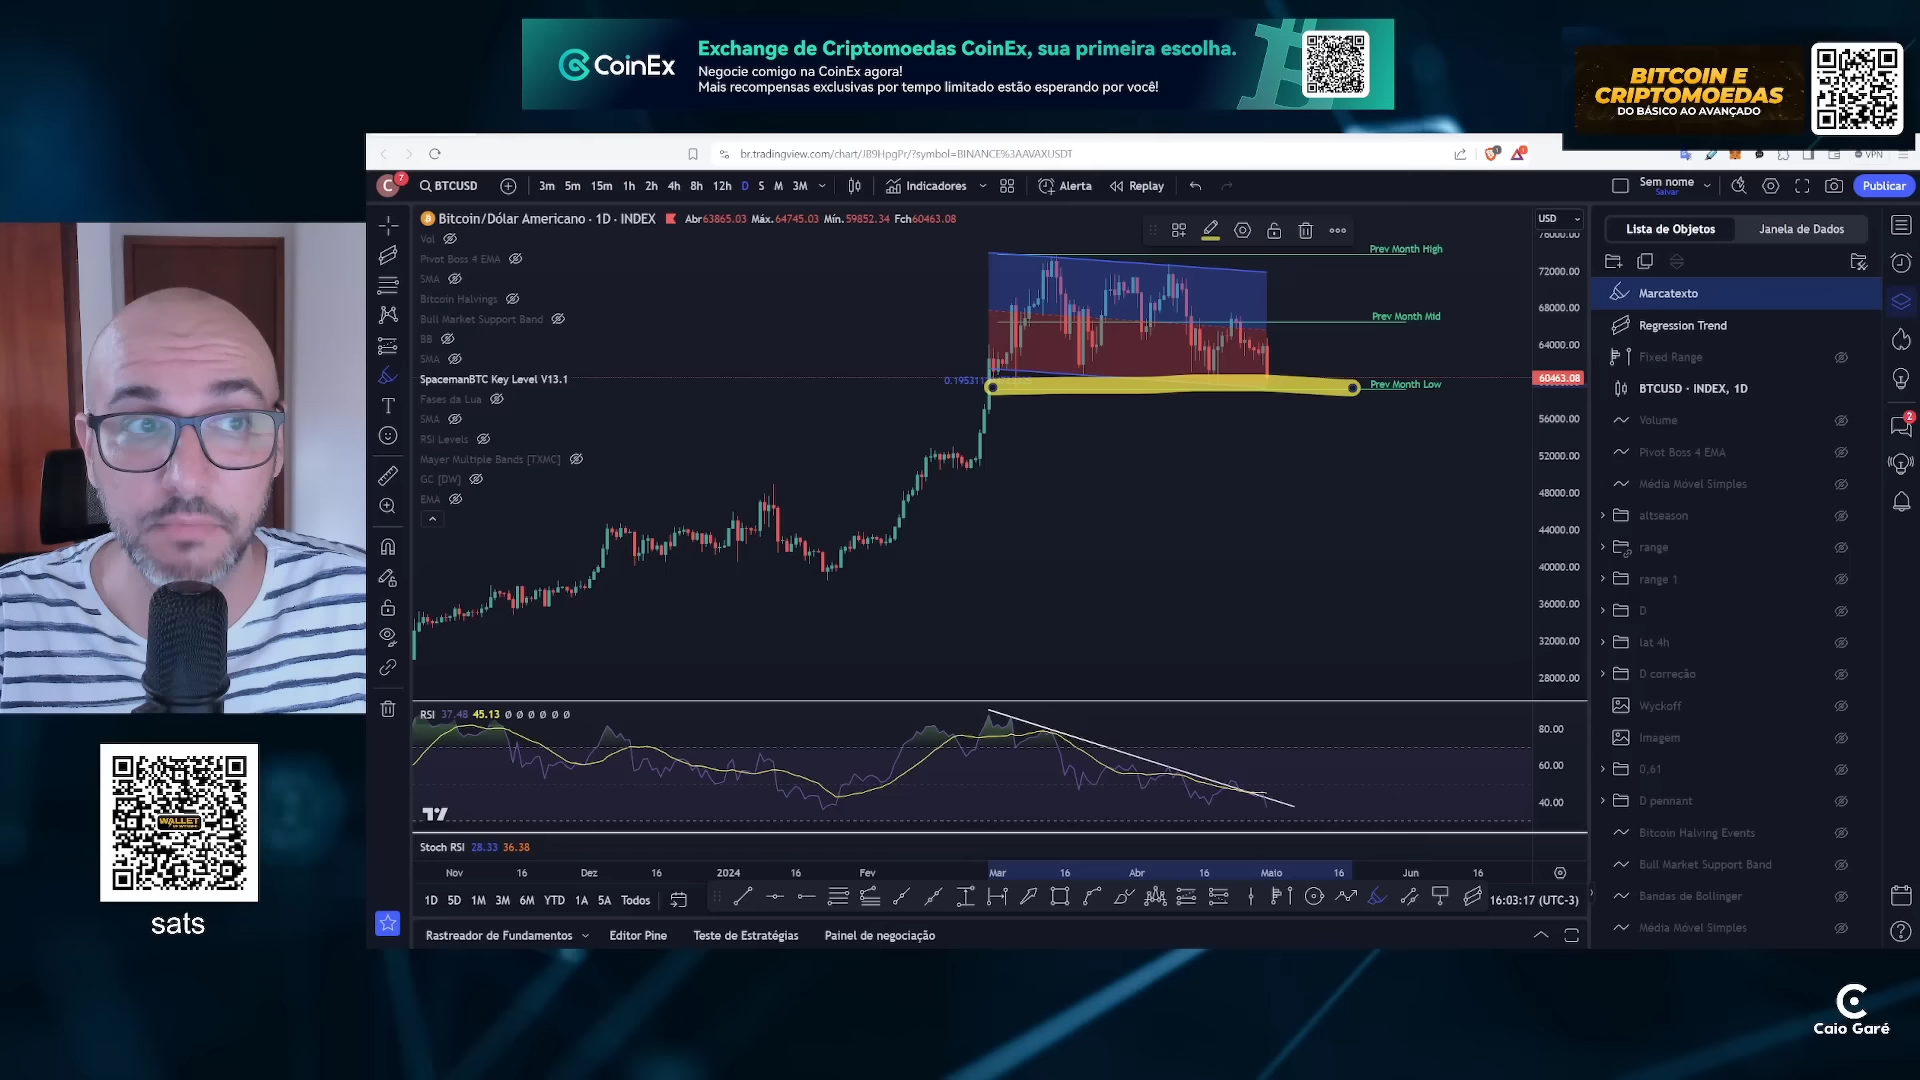 CoinEx
Exchange de Criptomoedas CoinEx, sua primeira escolha.
Negocie comigo na CoinEx agora!
Mais recompensas exclusivas por tempo limitado estão esperando por você!
BITCOIN E
CRIPTOMOEDAS
DO BÁSICO AO AVANÇADO
br.tradingview.com/chart/JB9HpgPr/?symbol=BINANCE%3AAVAXUSDT
VPN
C 7 BTCUSD 3m 5m 15m 1h 2h 4h 8h 12h D S M 3M Indicadores Alerta Replay
Sem nome
Salvar
Publicar
Bitcoin/Dólar Americano · 1D · INDEX Abr63865.03 Máx.64745.03 Mín.59852.34 Fch60463.08
USD
Lista de Objetos Janela de Dados
Vol
Pivot Boss 4 EMA
SMA
Bitcoin Halvings
Bull Market Support Band
BB
SMA
SpacemanBTC Key Level V13.1
Fases da Lua
SMA
RSI Levels
Mayer Multiple Bands [TXMC]
GC [DW]
EMA
Prev Month High
Prev Month Mid
Prev Month Low
76000.00
72000.00
68000.00
64000.00
60463.08
56000.00
52000.00
48000.00
44000.00
40000.00
36000.00
32000.00
28000.00
Marcatexto
Regression Trend
Fixed Range
BTCUSD · INDEX, 1D
Volume
Pivot Boss 4 EMA
Média Móvel Simples
altseason
range
range 1
D
lat 4h
D correção
Wyckoff
Imagem
0,61
D pennant
Bitcoin Halving Events
Bull Market Support Band
Bandas de Bollinger
Média Móvel Simples
2
RSI 37.48 45.13 Ø Ø Ø Ø Ø Ø
80.00
60.00
40.00
Stoch RSI 28.33 36.38
Nov 16 Dez 16 2024 16 Fev Mar 16 Abr 16 Maio 16 Jun 16
1D 5D 1M 3M 6M YTD 1A 5A Todos
16:03:17 (UTC-3)
Rastreador de Fundamentos Editor Pine Teste de Estratégias Painel de negociação
WALLET
sats
Caio Garé